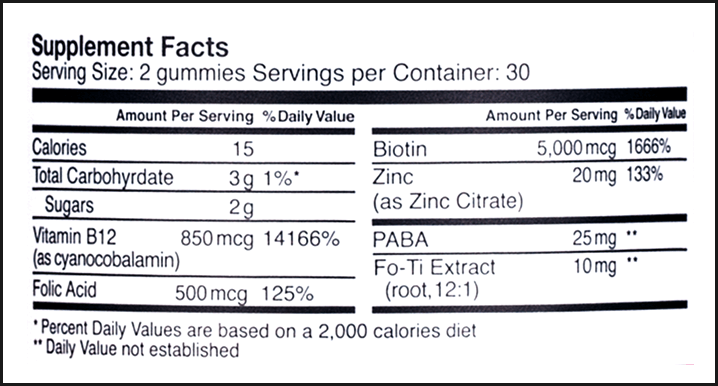 Supplement Facts
Serving Size: 2 gummies Servings per Container: 30
Amount Per Serving % Daily Value
Calories 15
Total Carbohyrdate 3g 1%*
Sugars 2g
Vitamin B12 850mcg 14166%
(as cyanocobalamin)
Folic Acid 500mcg 125%
Amount Per Serving % Daily Value
Biotin 5,000mcg 1666%
Zinc 20mg 133%
(as Zinc Citrate)
PABA 25mg **
Fo-Ti Extract 10mg **
(root, 12:1)
* Percent Daily Values are based on a 2,000 calories diet
** Daily Value not established